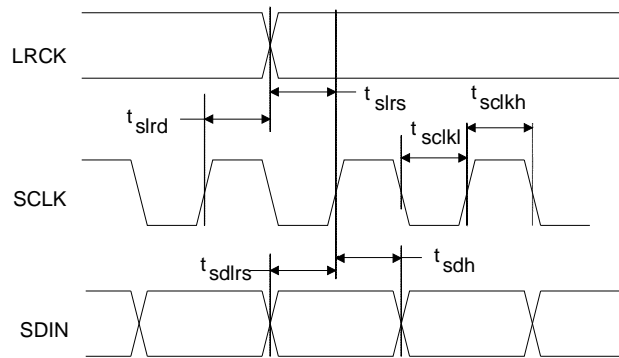 LRCK
t slrd
t slrs
t sclkl
t sclkh
SCLK
t sdlrs
t sdh
SDIN